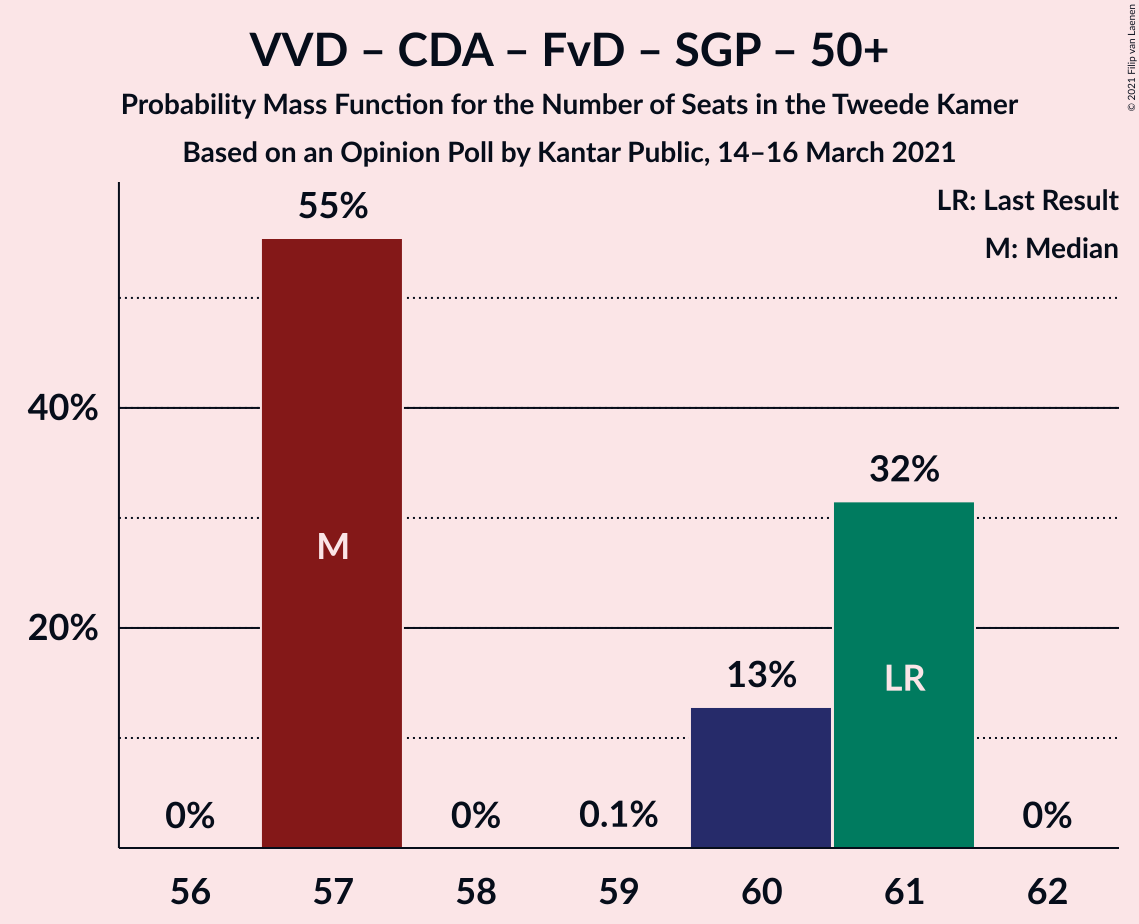 VVD – CDA – FvD – SGP – 50+
Probability Mass Function for the Number of Seats in the Tweede Kamer
Based on an Opinion Poll by Kantar Public, 14–16 March 2021
© 2021 Filip van Laenen
LR: Last Result
M: Median
55%
40%
32%
M
20%
13%
LR
0%
0%
0.1%
0%
56
57
58
59
60
61
62